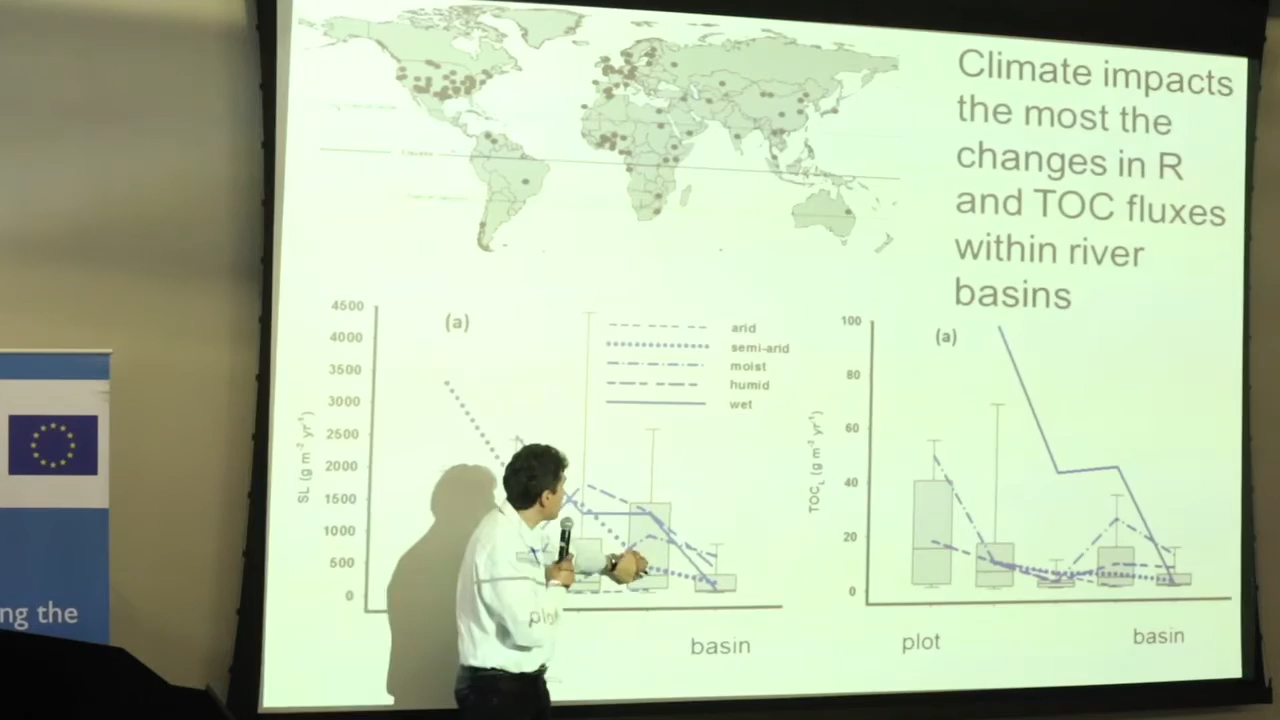 Climate impacts
the most the
changes in R
and TOC fluxes
within river
basins
4500
4000
3500
3000
2500
2000
1500
1000
500
0
SL (g m⁻² yr⁻¹)
(a)
arid
semi-arid
moist
humid
wet
plot
basin
100
80
60
40
20
0
TOC_L (g m⁻² yr⁻¹)
(a)
plot
basin
ng the